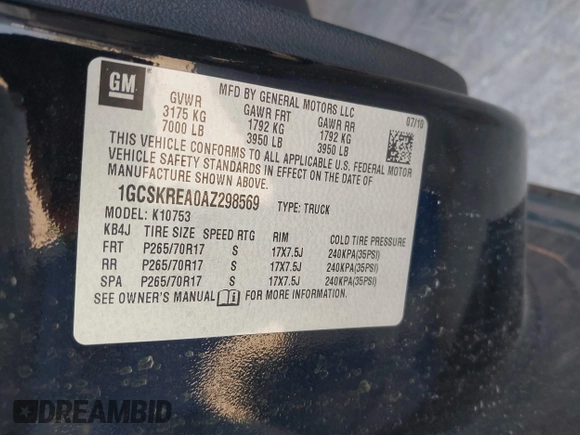 GM
MFD BY GENERAL MOTORS LLC
07/10
GVWR GAWR FRT GAWR RR
3175 KG 1792 KG 1792 KG
7000 LB 3950 LB 3950 LB
THIS VEHICLE CONFORMS TO ALL APPLICABLE U.S. FEDERAL MOTOR
VEHICLE SAFETY STANDARDS IN EFFECT ON THE DATE OF
MANUFACTURE SHOWN ABOVE.
1GCSKREA0AZ298569 TYPE: TRUCK
MODEL: K10753
KB4J TIRE SIZE SPEED RTG RIM COLD TIRE PRESSURE
FRT P265/70R17 S 17X7.5J 240KPA(35PSI)
RR P265/70R17 S 17X7.5J 240KPA(35PSI)
SPA P265/70R17 S 17X7.5J 240KPA(35PSI)
SEE OWNER'S MANUAL FOR MORE INFORMATION.
DREAMBID